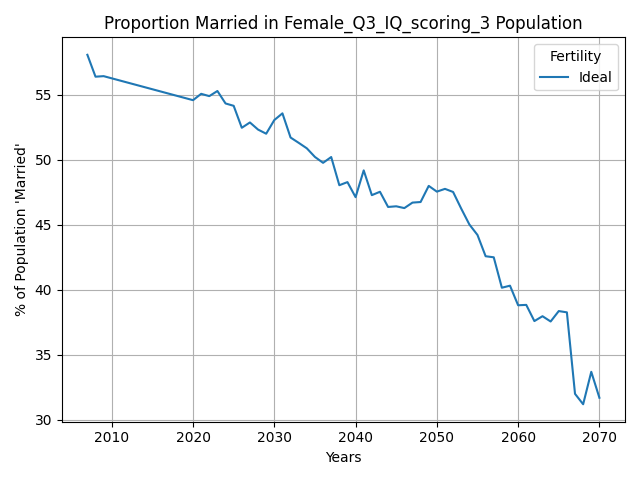 Proportion Married in Female_Q3_IQ_scoring_3 Population
Fertility
Ideal
% of Population 'Married'
55
50
45
40
35
30
2010 2020 2030 2040 2050 2060 2070
Years